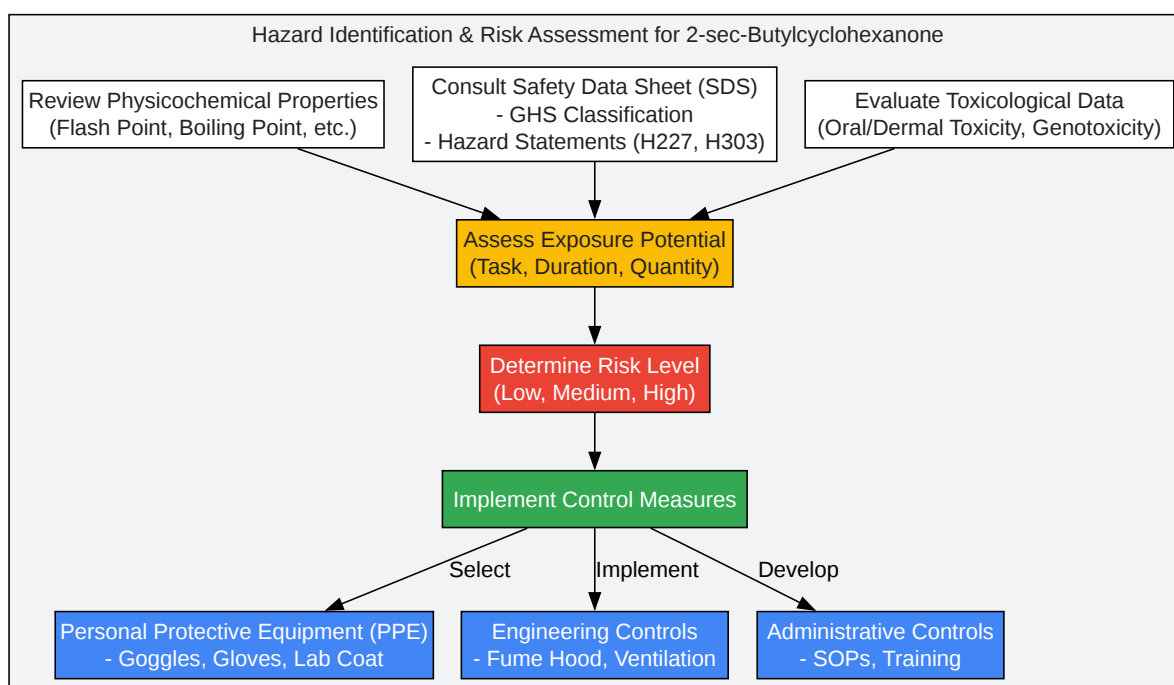 Hazard Identification & Risk Assessment for 2-sec-Butylcyclohexanone
Review Physicochemical Properties
(Flash Point, Boiling Point, etc.)
Consult Safety Data Sheet (SDS)
- GHS Classification
- Hazard Statements (H227, H303)
Evaluate Toxicological Data
(Oral/Dermal Toxicity, Genotoxicity)
Assess Exposure Potential
(Task, Duration, Quantity)
Determine Risk Level
(Low, Medium, High)
Implement Control Measures
Select
Implement
Develop
Personal Protective Equipment (PPE)
- Goggles, Gloves, Lab Coat
Engineering Controls
- Fume Hood, Ventilation
Administrative Controls
- SOPs, Training